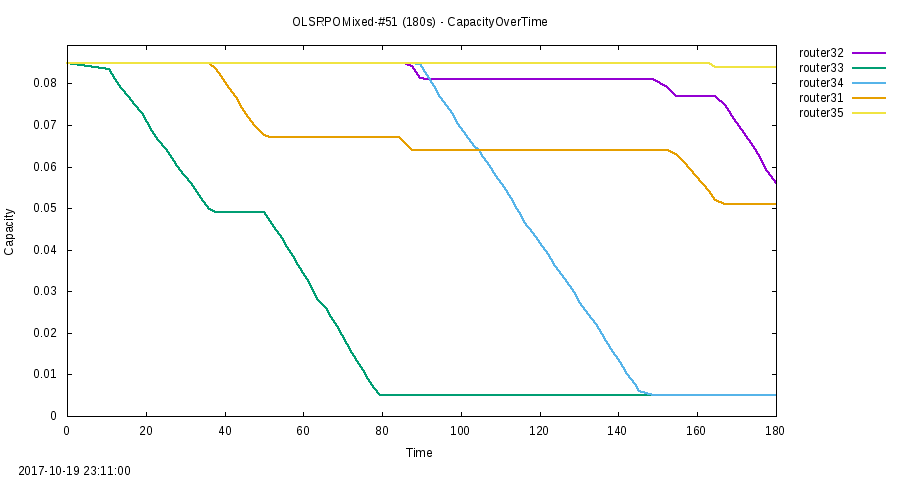 OLSRPOMixed-#51 (180s) - CapacityOverTime
router32
router33
router34
router31
router35
0.08
0.07
0.06
0.05
0.04
0.03
0.02
0.01
0
Capacity
0 20 40 60 80 100 120 140 160 180
Time
2017-10-19 23:11:00